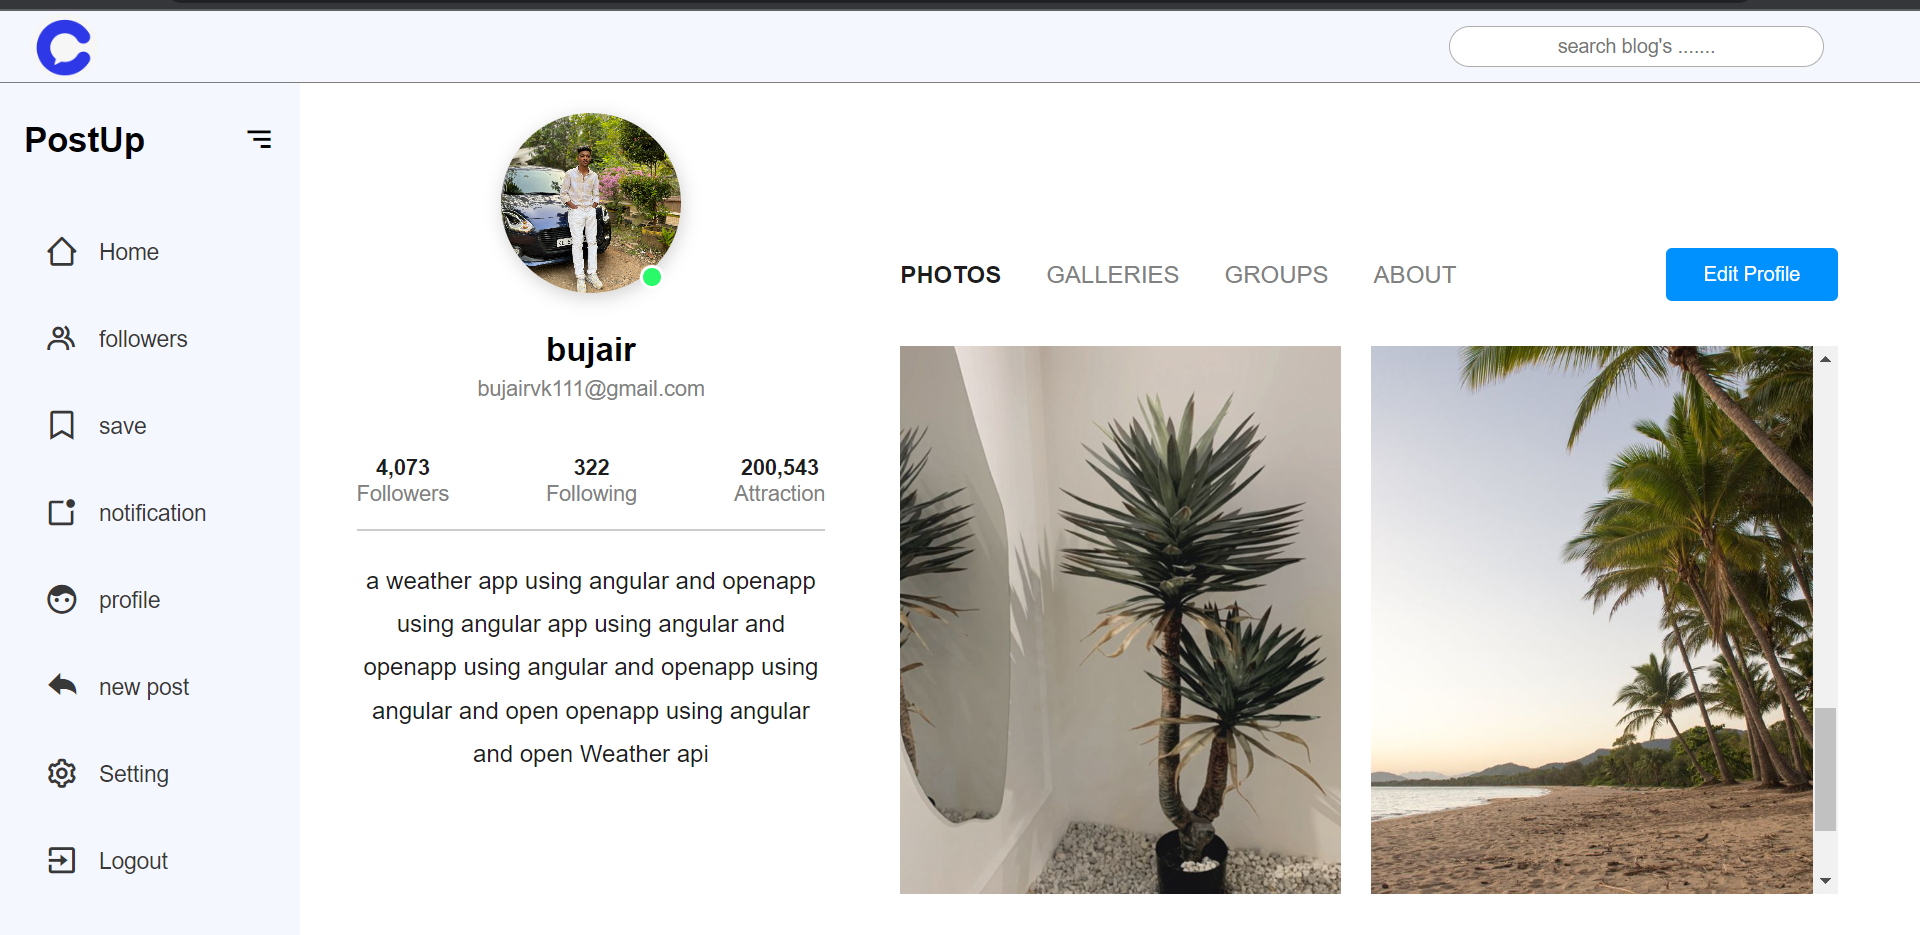 search blog's .......
PostUp
Home
followers
save
notification
profile
new post
Setting
Logout
bujair
bujairvk111@gmail.com
4,073 322 200,543
Followers Following Attraction
a weather app using angular and openapp
using angular app using angular and
openapp using angular and openapp using
angular and open openapp using angular
and open Weather api
PHOTOS GALLERIES GROUPS ABOUT
Edit Profile